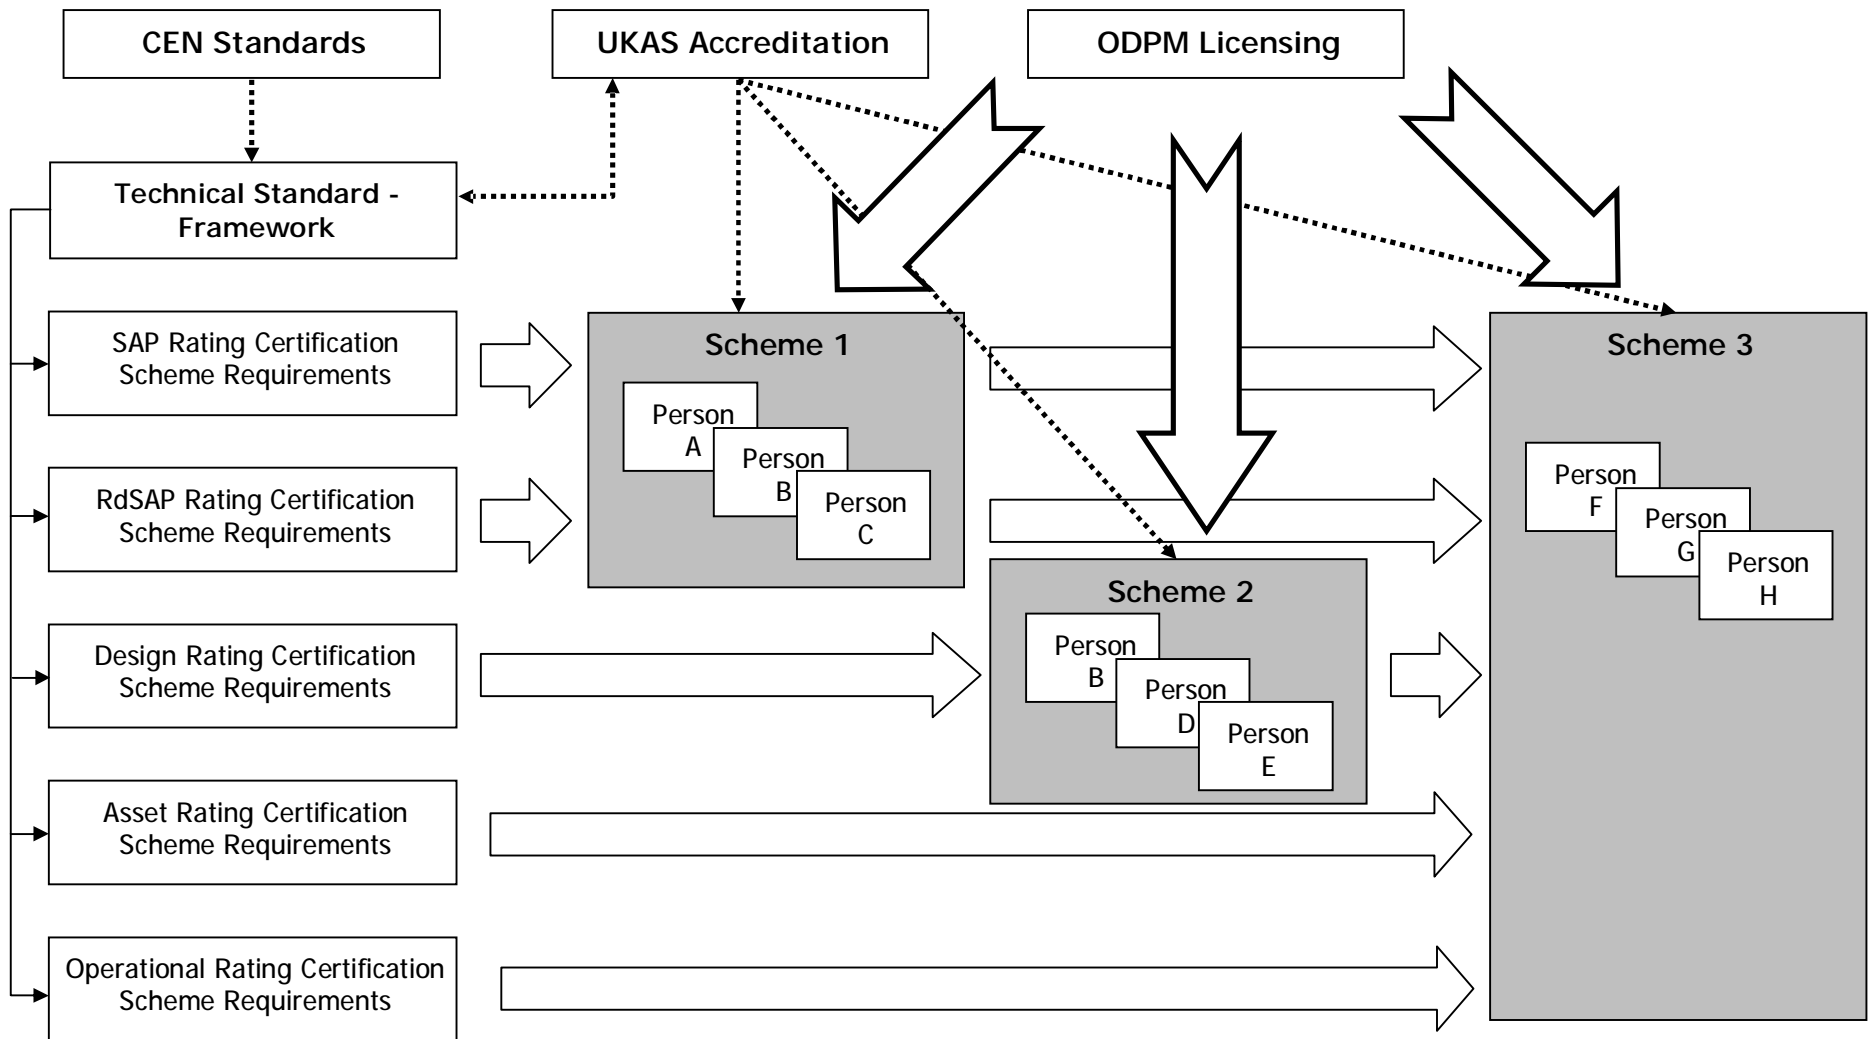 CEN Standards
UKAS Accreditation
ODPM Licensing
Technical Standard -
Framework
SAP Rating Certification
Scheme Requirements
RdSAP Rating Certification
Scheme Requirements
Design Rating Certification
Scheme Requirements
Asset Rating Certification
Scheme Requirements
Operational Rating Certification
Scheme Requirements
Scheme 1
Person
A
Person
B
Person
C
Scheme 2
Person
B
Person
D
Person
E
Scheme 3
Person
F
Person
G
Person
H